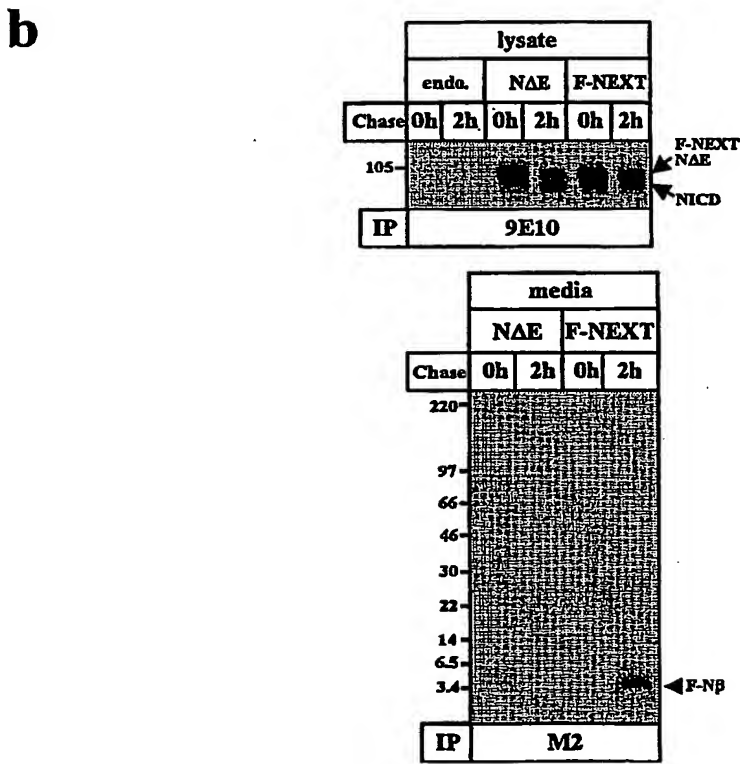 b
lysate
endo. NΔE F-NEXT
Chase 0h 2h 0h 2h 0h 2h
105
F-NEXT
NΔE
NICD
IP 9E10
media
NΔE F-NEXT
Chase 0h 2h 0h 2h
220
97
66
46
30
22
14
6.5
3.4
F-Nβ
IP M2